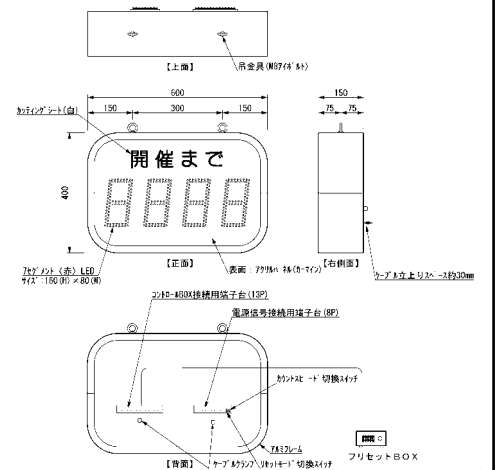 【上面】
吊金具(M8アイボルト)
600
150
300
150
150
75
75
カッティングシート(白)
400
開催まで
8888
【正面】
【右側面】
7セグメント (赤) LED
サイズ:150(H)×80(W)
表面:アクリルパネル(カーマイン)
ケーブル立上りスペース約30mm
コントロールBOX接続用端子台(13P)
電源信号接続用端子台(8P)
カウントスピード切換スイッチ
アルミフレーム
【背面】
ケーブルクランプ
リセットモード切換スイッチ
プリセットBOX